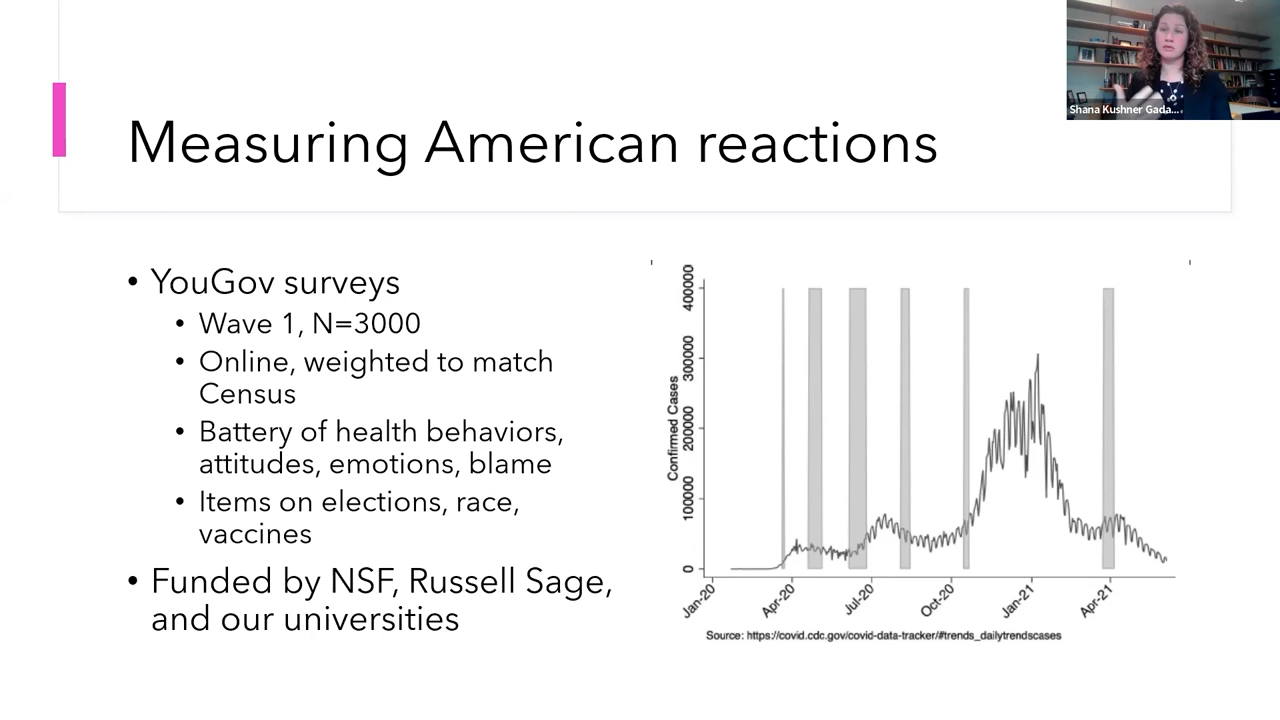 Shana Kushner Gada...
Measuring American reactions
• YouGov surveys
• Wave 1, N=3000
• Online, weighted to match
Census
• Battery of health behaviors,
attitudes, emotions, blame
• Items on elections, race,
vaccines
• Funded by NSF, Russell Sage,
and our universities
Confirmed Cases
400000
300000
200000
100000
0
Jan-20
Apr-20
Jul-20
Oct-20
Jan-21
Apr-21
Source: https://covid.cdc.gov/covid-data-tracker/#trends_dailytrendscases